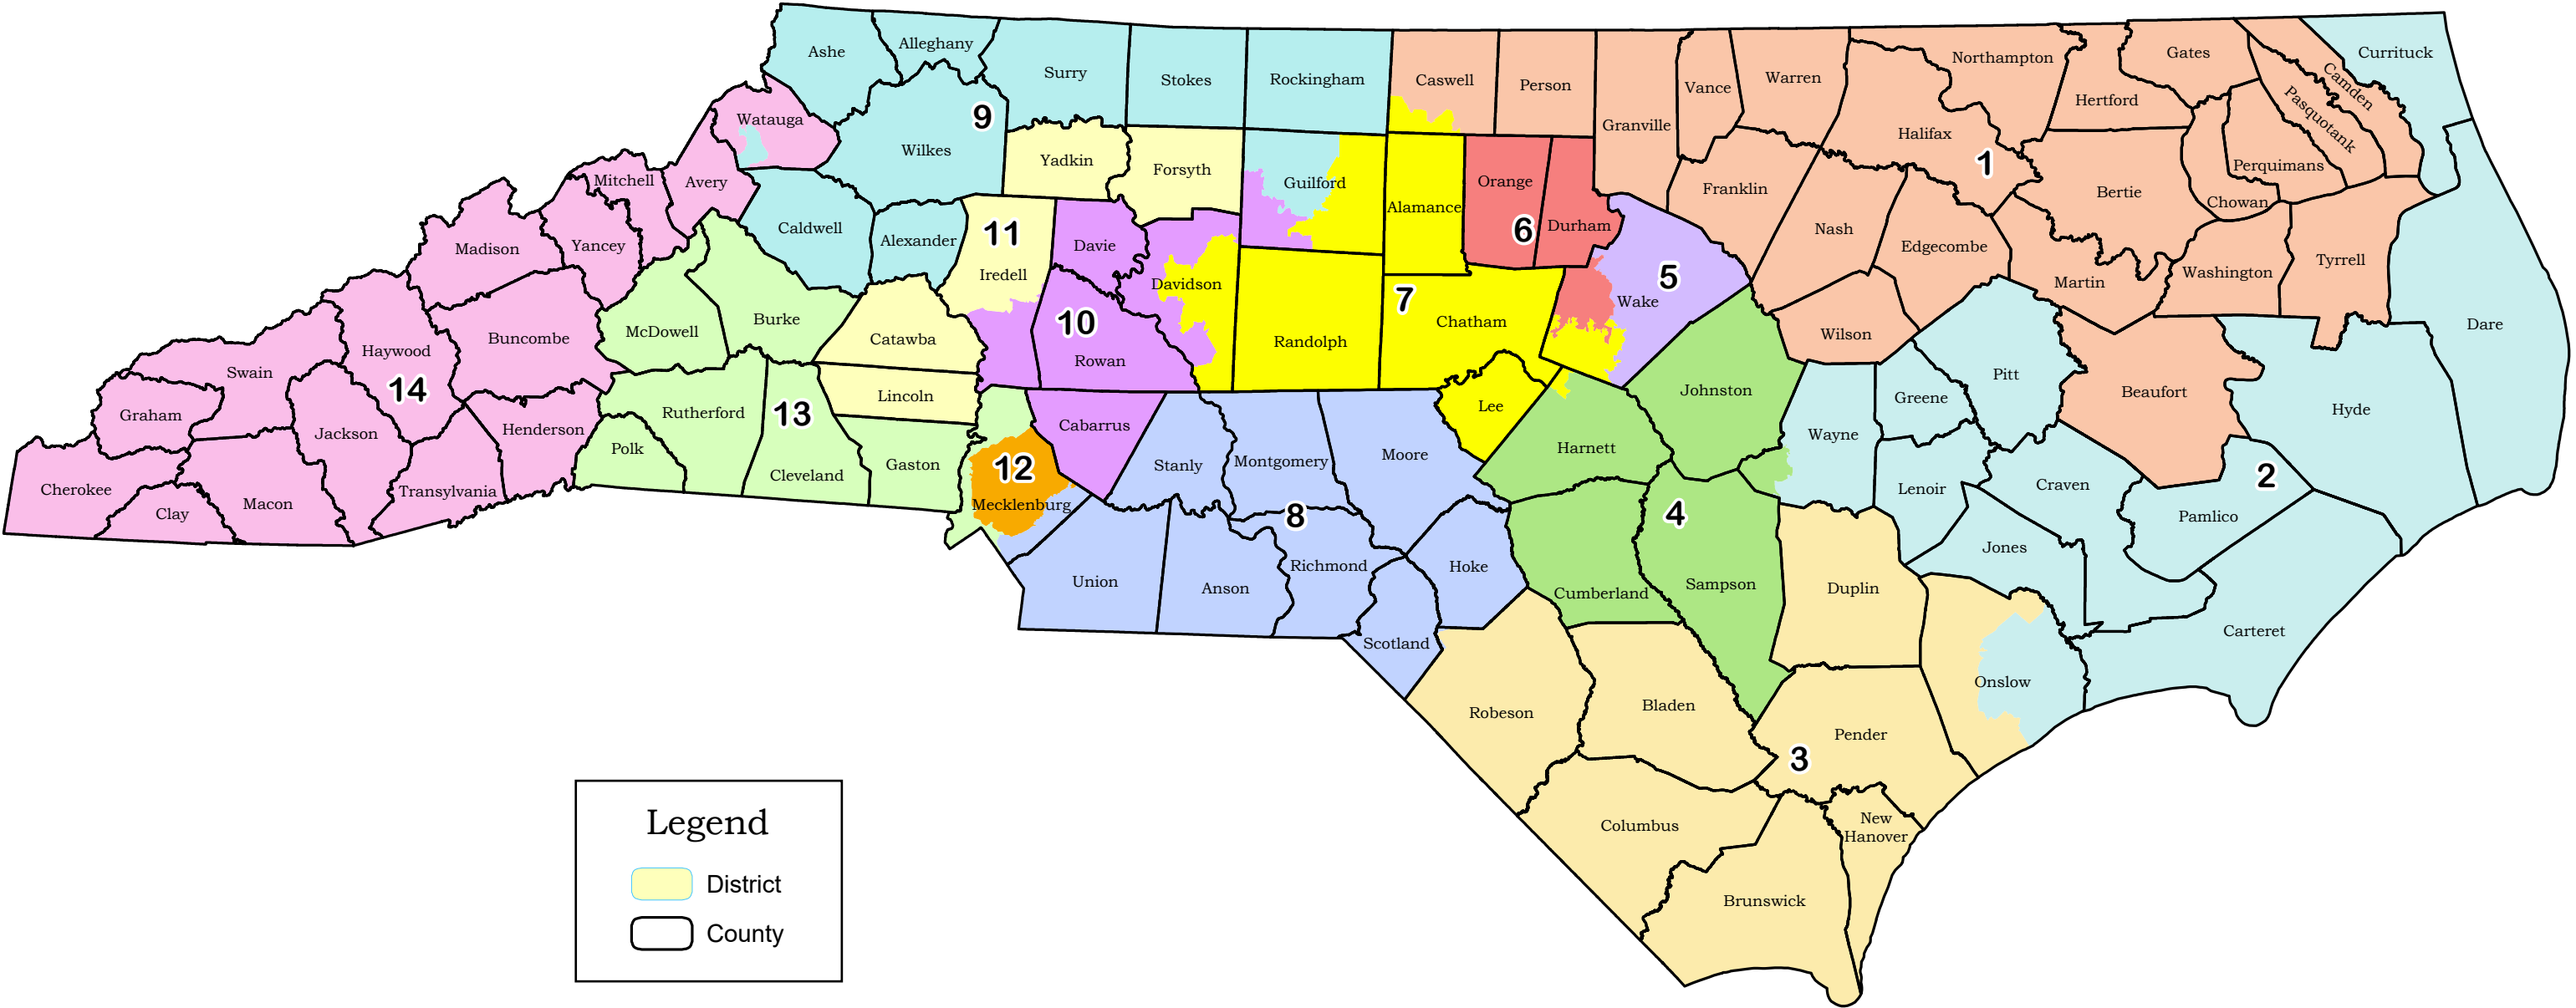 Ashe
Alleghany
Surry
Stokes
Rockingham
Caswell
Person
Granville
Vance
Warren
Northampton
Hertford
Gates
Camden
Currituck
Pasquotank
Perquimans
Chowan
Halifax
Bertie
1
Watauga
9
Wilkes
Yadkin
Forsyth
Guilford
Alamance
Orange
6
Durham
Franklin
Nash
Edgecombe
Martin
Washington
Tyrrell
Dare
Mitchell
Avery
Madison
Yancey
Caldwell
Alexander
11
Iredell
Davie
Davidson
Randolph
7
Chatham
5
Wake
Johnston
Wilson
Pitt
Greene
Beaufort
Hyde
McDowell
Burke
Catawba
10
Rowan
Buncombe
Haywood
14
Swain
Graham
Jackson
Cherokee
Clay
Macon
Transylvania
Henderson
Polk
Rutherford
13
Cleveland
Lincoln
Gaston
12
Mecklenburg
Cabarrus
Stanly
Montgomery
Moore
Lee
Harnett
Wayne
Lenoir
Craven
2
Pamlico
Jones
Carteret
Union
Anson
8
Richmond
Hoke
Scotland
Cumberland
4
Sampson
Duplin
Onslow
Robeson
Bladen
Pender
3
Columbus
New
Hanover
Brunswick
Legend
District
County